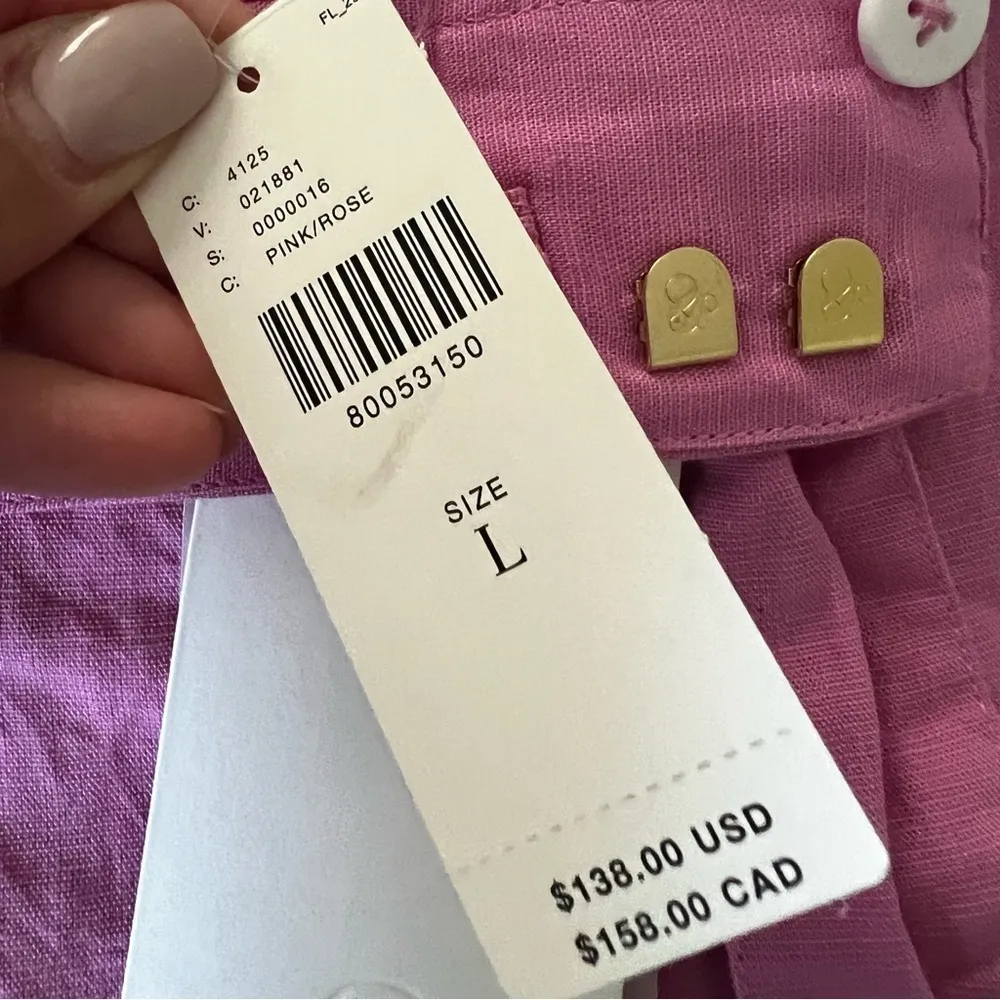 C: 4125
V: 021881
S: 0000016
C: PINK/ROSE
80053150
SIZE
L
$138.00 USD
$158.00 CAD